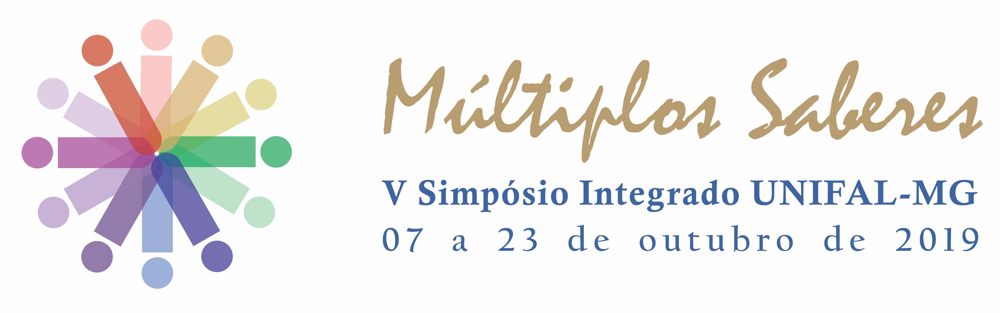 Múltiplos Saberes
V Simpósio Integrado UNIFAL-MG
07 a 23 de outubro de 2019